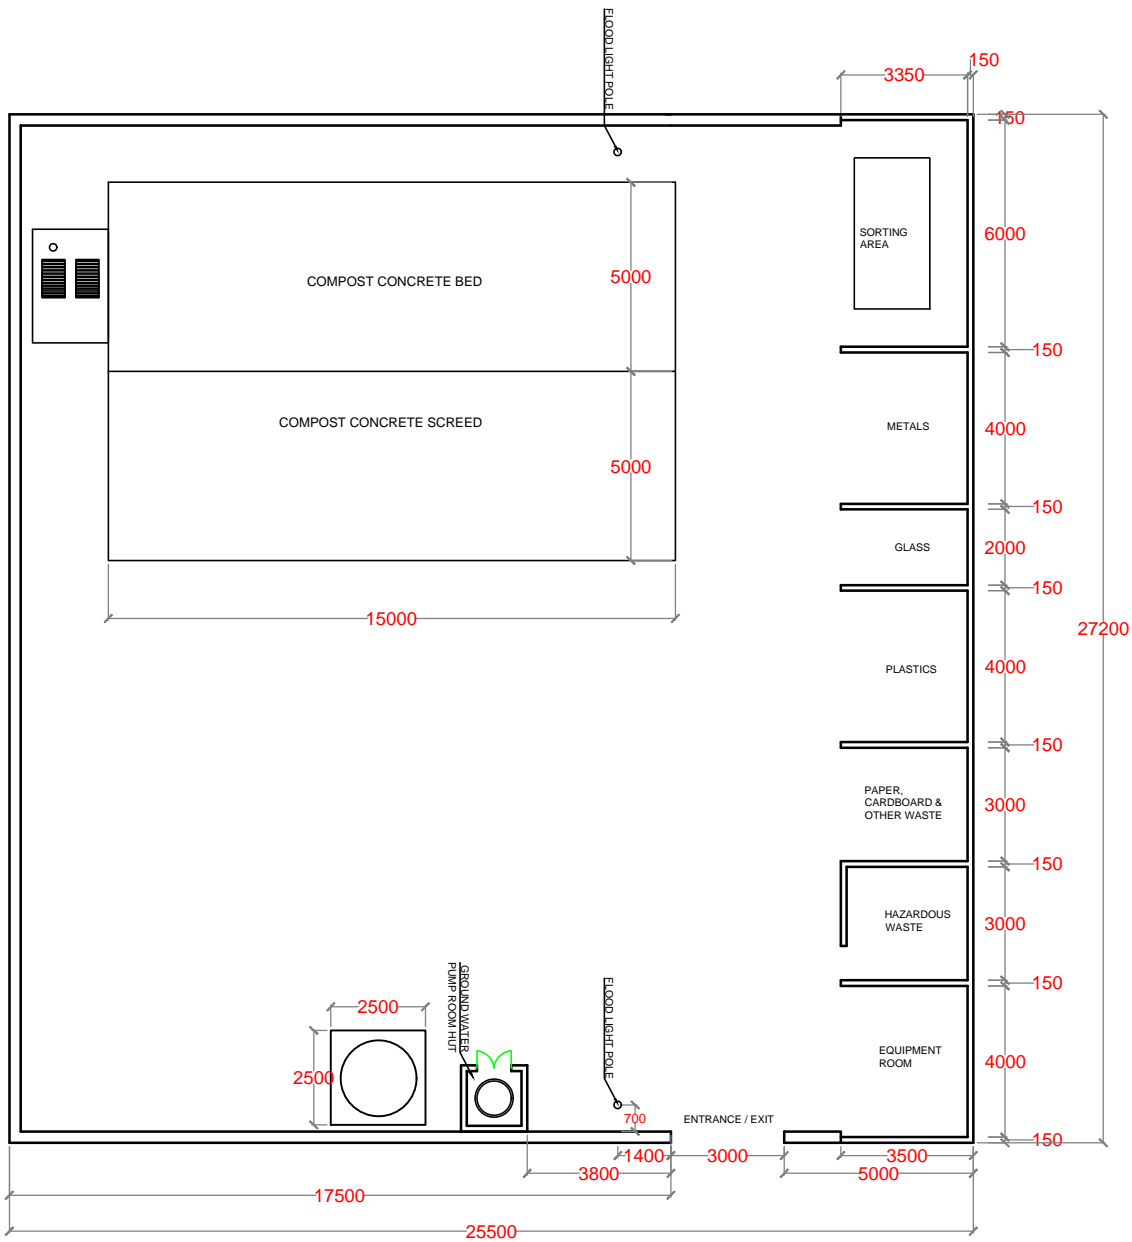 FLOOD LIGHT POLE
150
3350
150
SORTING
AREA
6000
COMPOST CONCRETE BED
5000
150
COMPOST CONCRETE SCREED
METALS
4000
5000
150
GLASS
2000
150
15000
27200
PLASTICS
4000
150
PAPER,
CARDBOARD &
OTHER WASTE
3000
150
HAZARDOUS
WASTE
3000
GROUND WATER
PUMP ROOM HUT
FLOOD LIGHT POLE
150
2500
EQUIPMENT
ROOM
4000
2500
700
ENTRANCE / EXIT
150
1400
3000
3500
3800
5000
17500
25500